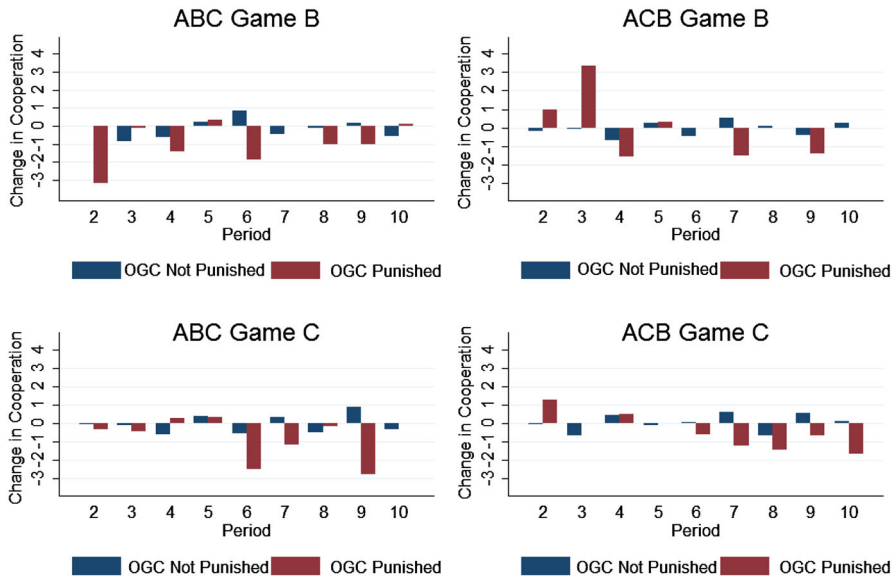 ABC Game B
Change in Cooperation
-3 -2 -1 0 1 2 3 4
2 3 4 5 6 7 8 9 10
Period
OGC Not Punished OGC Punished
ACB Game B
Change in Cooperation
-3 -2 -1 0 1 2 3 4
2 3 4 5 6 7 8 9 10
Period
OGC Not Punished OGC Punished
ABC Game C
Change in Cooperation
-3 -2 -1 0 1 2 3 4
2 3 4 5 6 7 8 9 10
Period
OGC Not Punished OGC Punished
ACB Game C
Change in Cooperation
-3 -2 -1 0 1 2 3 4
2 3 4 5 6 7 8 9 10
Period
OGC Not Punished OGC Punished